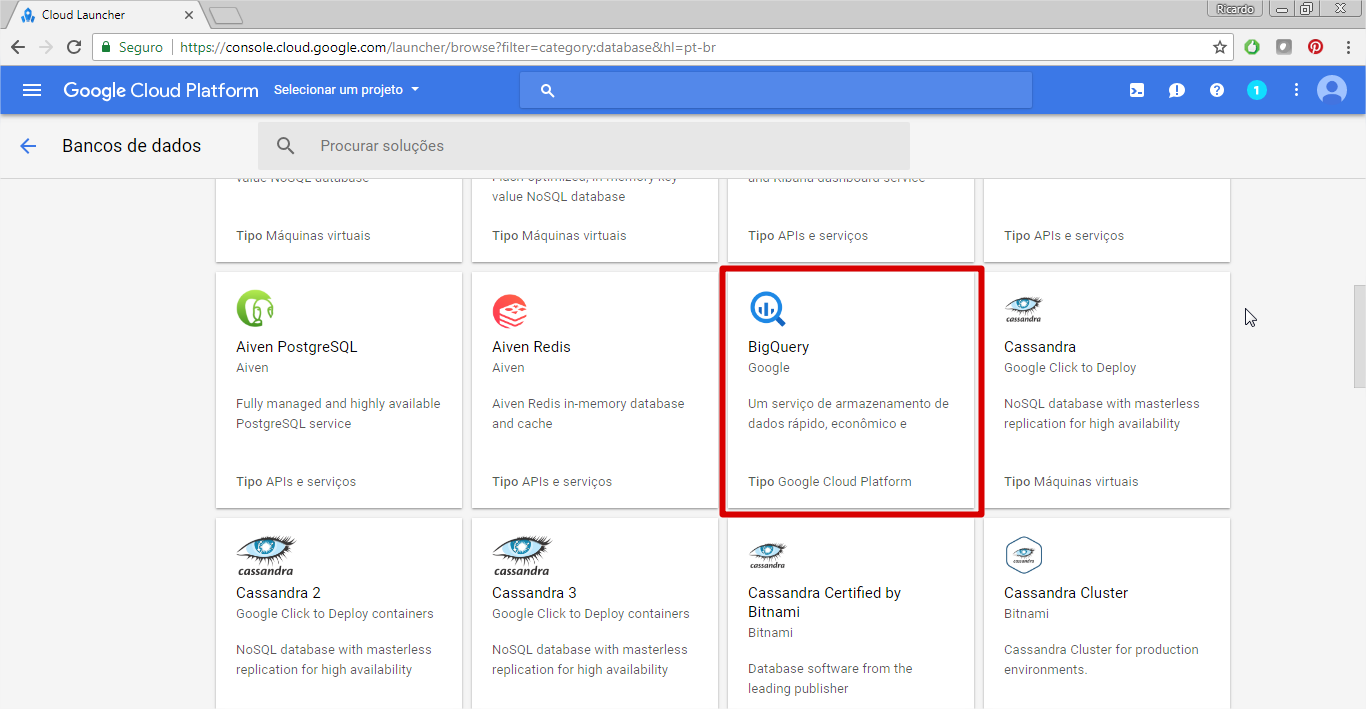 Cloud Launcher
Ricardo
Seguro
https://console.cloud.google.com/launcher/browse?filter=category:database&hl=pt-br
Google Cloud Platform
Selecionar um projeto
1
Bancos de dados
Procurar soluções
value NoSQL database
Flash-optimized, in-memory key-
value NoSQL database
and Kibana dashboard service
Tipo Máquinas virtuais
Tipo Máquinas virtuais
Tipo APIs e serviços
Tipo APIs e serviços
Aiven PostgreSQL
Aiven
Fully managed and highly available
PostgreSQL service
Tipo APIs e serviços
Aiven Redis
Aiven
Aiven Redis in-memory database
and cache
Tipo APIs e serviços
BigQuery
Google
Um serviço de armazenamento de
dados rápido, econômico e
Tipo Google Cloud Platform
cassandra
Cassandra
Google Click to Deploy
NoSQL database with masterless
replication for high availability
Tipo Máquinas virtuais
cassandra
Cassandra 2
Google Click to Deploy containers
NoSQL database with masterless
replication for high availability
cassandra
Cassandra 3
Google Click to Deploy containers
NoSQL database with masterless
replication for high availability
cassandra
Cassandra Certified by
Bitnami
Bitnami
Database software from the
leading publisher
cassandra
Cassandra Cluster
Bitnami
Cassandra Cluster for production
environments.